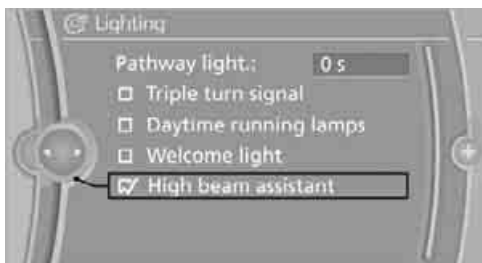 Lighting
Pathway light.: 0 s
Triple turn signal
Daytime running lamps
Welcome light
High beam assistant